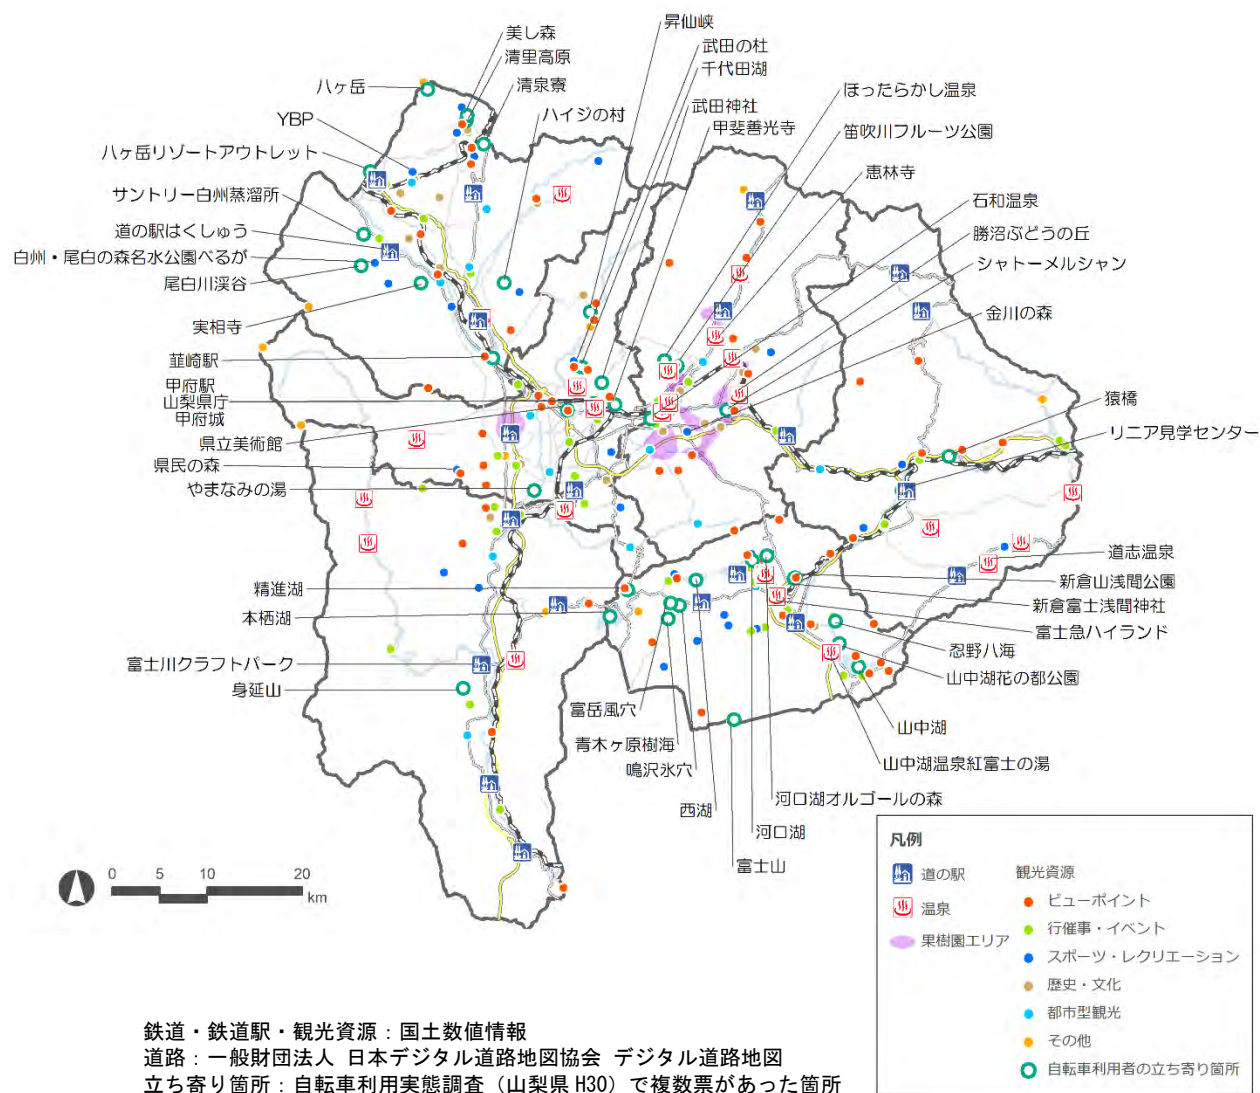 昇仙峡
美し森
武田の杜
清里高原
千代田湖
八ヶ岳
清泉寮
ほったらかし温泉
武田神社
YBP
ハイジの村
甲斐善光寺
笛吹川フルーツ公園
八ヶ岳リゾートアウトレット
恵林寺
サントリー白州蒸溜所
石和温泉
道の駅はくしゅう
勝沼ぶどうの丘
白州・尾白の森名水公園べるが
シャトーメルシャン
尾白川渓谷
金川の森
実相寺
韮崎駅
甲府駅
山梨県庁
甲府城
猿橋
県立美術館
リニア見学センター
県民の森
やまなみの湯
道志温泉
精進湖
新倉山浅間公園
本栖湖
新倉富士浅間神社
富士急ハイランド
富士川クラフトパーク
忍野八海
身延山
山中湖花の都公園
富岳風穴
山中湖
青木ヶ原樹海
山中湖温泉紅富士の湯
鳴沢氷穴
河口湖オルゴールの森
西湖
河口湖
富士山
0 5 10 20
km
凡例
道の駅
温泉
果樹園エリア
観光資源
ビューポイント
行催事・イベント
スポーツ・レクリエーション
歴史・文化
都市型観光
その他
自転車利用者の立ち寄り箇所
鉄道・鉄道駅・観光資源：国土数値情報
道路：一般財団法人 日本デジタル道路地図協会 デジタル道路地図
立ち寄り箇所：自転車利用実態調査（山梨県 H30）で複数票があった箇所